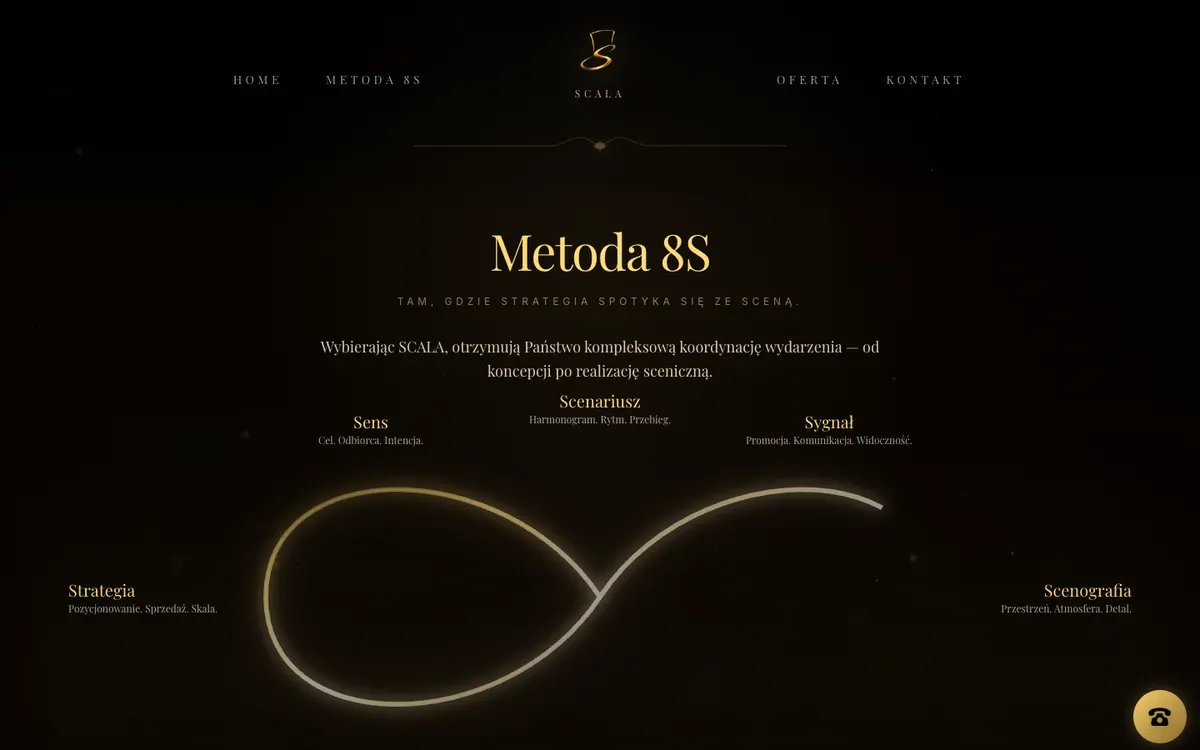 HOME
METODA 8S
SCALA
OFERTA
KONTAKT
Metoda 8S
TAM, GDZIE STRATEGIA SPOTYKA SIĘ ZE SCENĄ.
Wybierając SCALA, otrzymują Państwo kompleksową koordynację wydarzenia — od
koncepcji po realizację sceniczną.
Scenariusz
Harmonogram. Rytm. Przebieg.
Sens
Cel. Odbiorca. Intencja.
Sygnał
Promocja. Komunikacja. Widoczność.
Strategia
Pozycjonowanie. Sprzedaż. Skala.
Scenografia
Przestrzeń. Atmosfera. Detal.